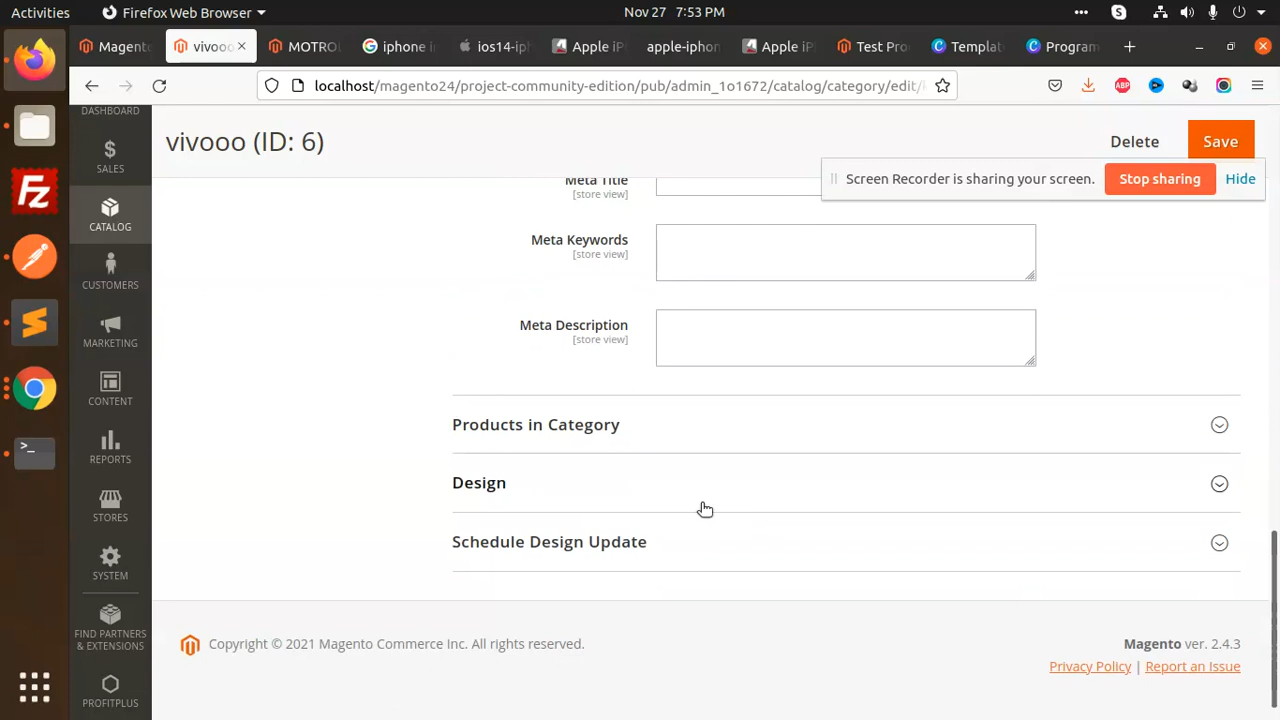 Activities
Firefox Web Browser
Nov 27 7:53 PM
Magento
vivooo
MOTROL
iphone i
ios14-ip
Apple iP
apple-iphon
Apple iP
Test Pro
Templat
Program
localhost/magento24/project-community-edition/pub/admin_1o1672/catalog/category/edit/
ABP
DASHBOARD
vivooo (ID: 6)
Delete
Save
SALES
Screen Recorder is sharing your screen.
Stop sharing
Hide
Meta Title
[store view]
CATALOG
Meta Keywords
[store view]
CUSTOMERS
Meta Description
[store view]
MARKETING
CONTENT
Products in Category
REPORTS
Design
STORES
Schedule Design Update
SYSTEM
FIND PARTNERS
& EXTENSIONS
Copyright © 2021 Magento Commerce Inc. All rights reserved.
Magento ver. 2.4.3
Privacy Policy | Report an Issue
PROFITPLUS